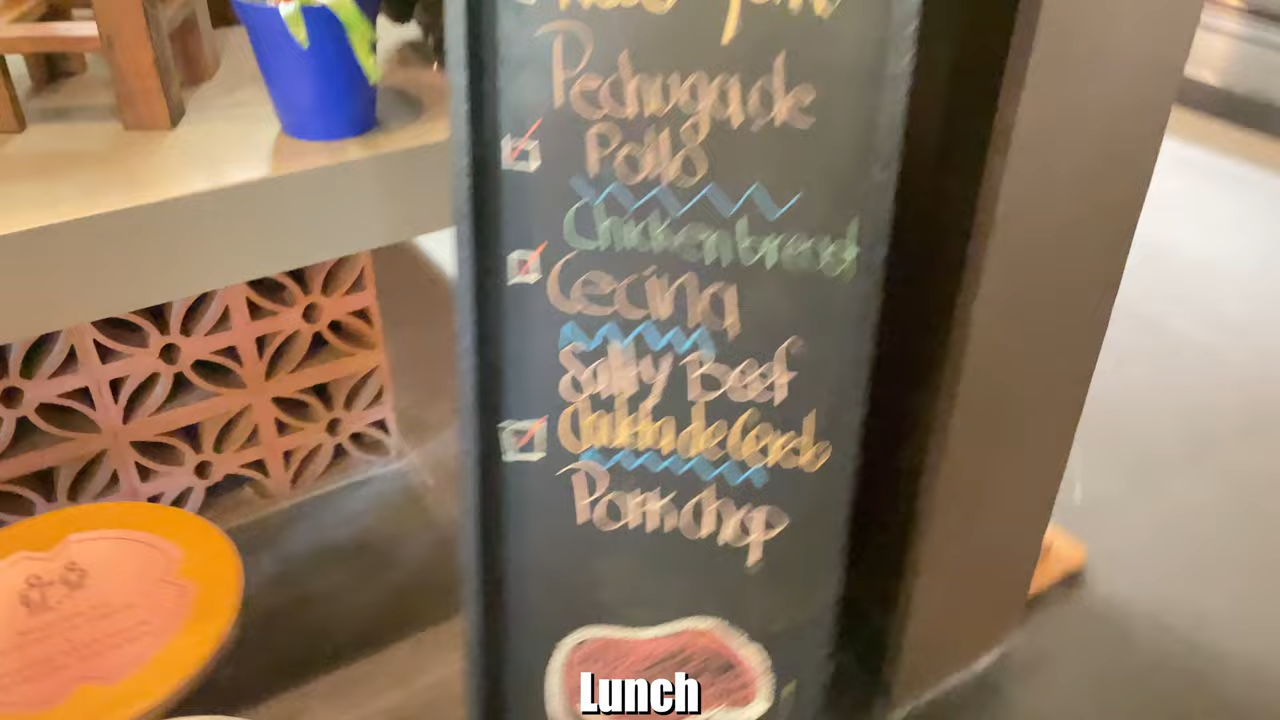 Pechuga de
Pollo
Chicken breast
Cecina
Salty Beef
Chuleta de Cerdo
Pork chop
Lunch